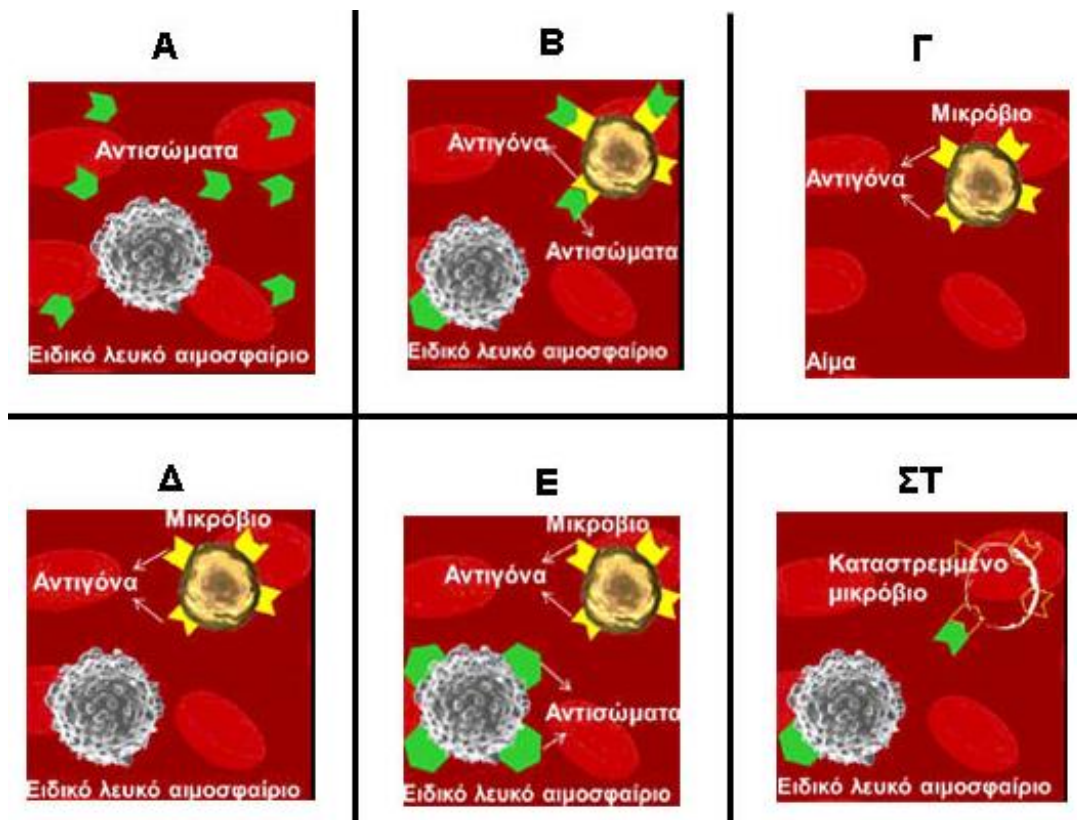 Α
Αντισώματα
Ειδικό λευκό αιμοσφαίριο
Β
Αντιγόνα
Αντισώματα
Ειδικό λευκό αιμοσφαίριο
Γ
Μικρόβιο
Αντιγόνα
Αίμα
Δ
Μικρόβιο
Αντιγόνα
Ειδικό λευκό αιμοσφαίριο
Ε
Μικρόβιο
Αντιγόνα
Αντισώματα
Ειδικό λευκό αιμοσφαίριο
ΣΤ
Καταστρεμμένο
μικρόβιο
Ειδικό λευκό αιμοσφαίριο